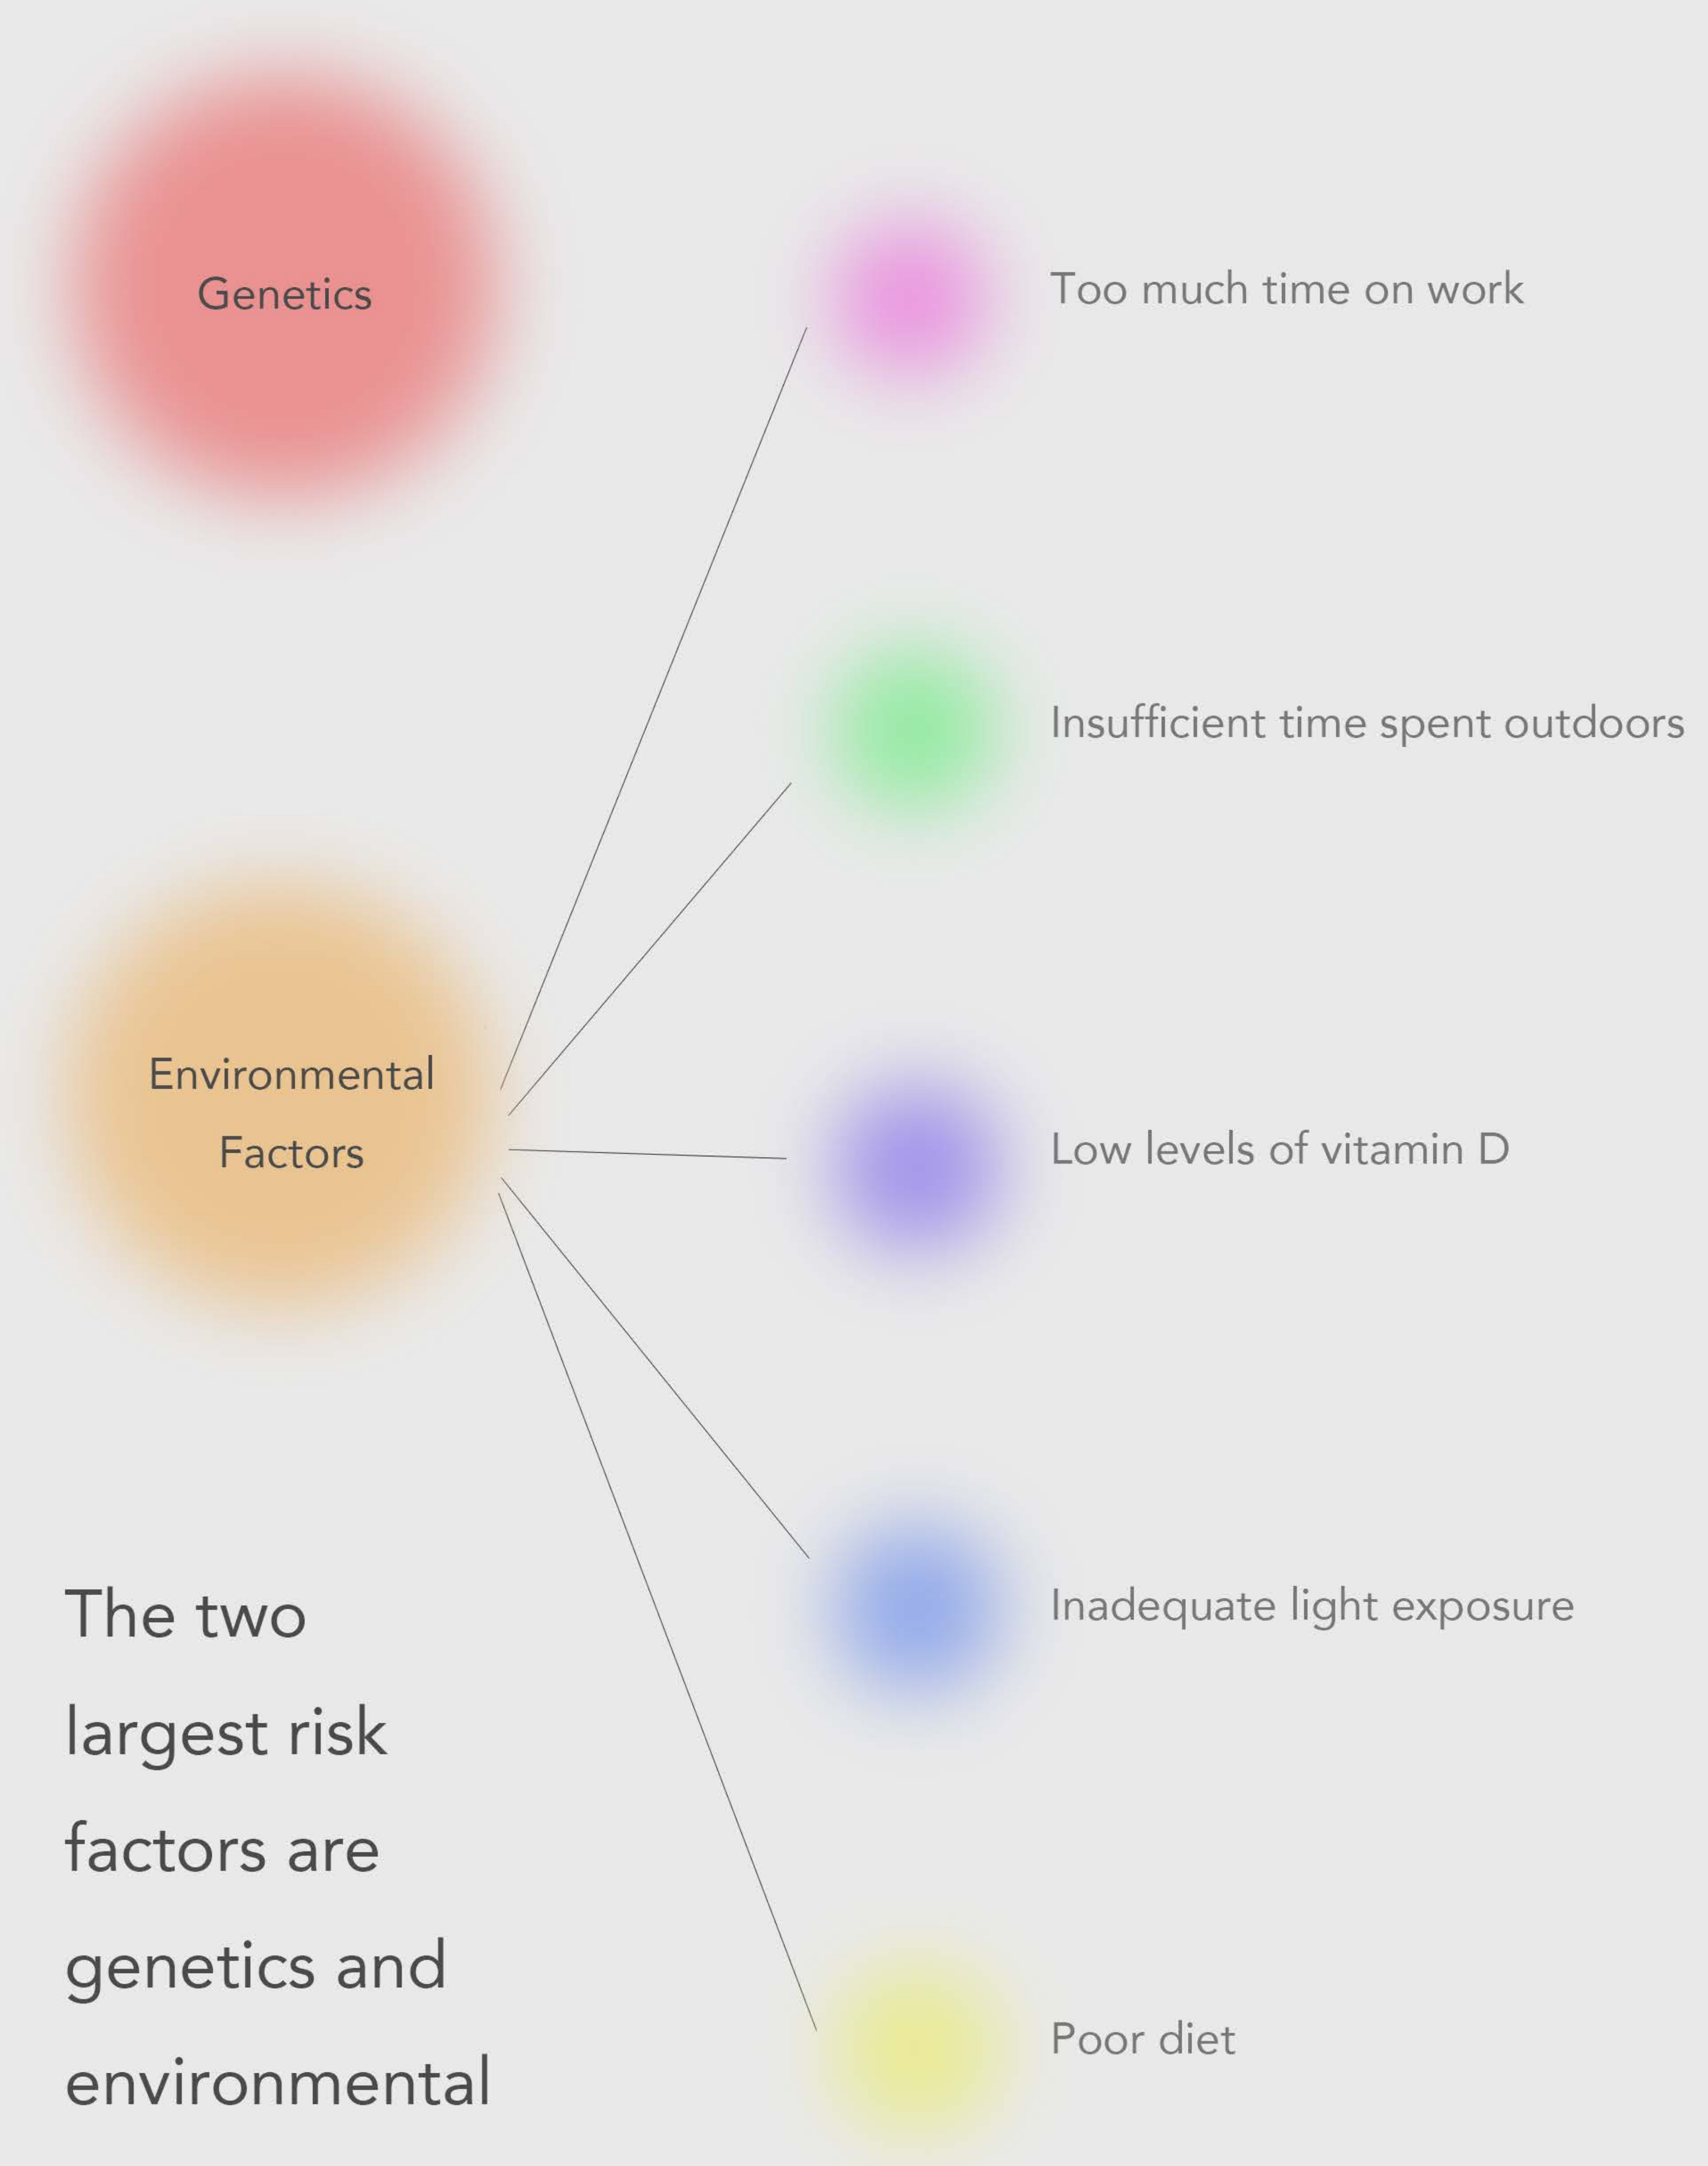 Genetics
Too much time on work
Insufficient time spent outdoors
Environmental
Factors
Low levels of vitamin D
Inadequate light exposure
Poor diet
The two
largest risk
factors are
genetics and
environmental